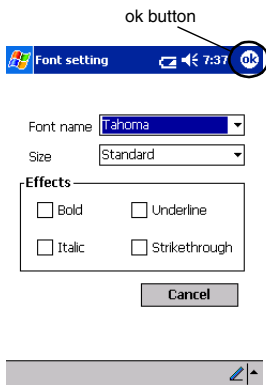 ok button
Font setting 7:37 ok
Font name Tahoma
Size Standard
Effects
Bold Underline
Italic Strikethrough
Cancel